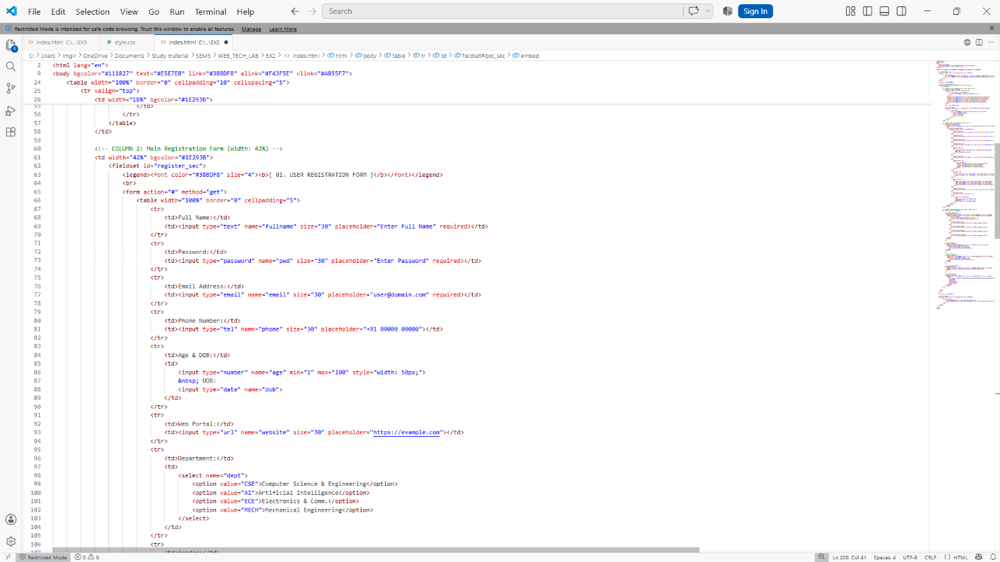 File Edit Selection View Go Run Terminal Help
Search
Sign In
Restricted Mode is intended for safe code browsing. Trust this window to enable all features. Manage Learn More
index.html C:\...\EX3
style.css
index.html C:\...\EX2
C: > Users > lmglr > OneDrive > Documents > Study material > SEM5 > WEB_TECH_LAB > EX2 > index.html > html > body > table > tr > td > fieldset#doc_sec > embed
2 <html lang="en">
9 <body bgcolor="#111827" text="#E5E7EB" link="#38BDF8" alink="#F43F5E" vlink="#A855F7">
24 <table width="100%" border="0" cellpadding="10" cellspacing="5">
25 <tr valign="top">
28 <td width="18%" bgcolor="#1E293B">
55 </td>
56 </tr>
57 </table>
58 </td>
59
60 <!-- COLUMN 2: Main Registration Form (Width: 42%) -->
61 <td width="42%" bgcolor="#1E293B">
62 <fieldset id="register_sec">
63 <legend><font color="#38BDF8" size="4"><b>[ 01. USER REGISTRATION FORM ]</b></font></legend>
64 <br>
65 <form action="#" method="get">
66 <table width="100%" border="0" cellpadding="5">
67 <tr>
68 <td>Full Name:</td>
69 <td><input type="text" name="fullname" size="30" placeholder="Enter Full Name" required></td>
70 </tr>
71 <tr>
72 <td>Password:</td>
73 <td><input type="password" name="pwd" size="30" placeholder="Enter Password" required></td>
74 </tr>
75 <tr>
76 <td>Email Address:</td>
77 <td><input type="email" name="email" size="30" placeholder="user@domain.com" required></td>
78 </tr>
79 <tr>
80 <td>Phone Number:</td>
81 <td><input type="tel" name="phone" size="30" placeholder="+91 00000 00000"></td>
82 </tr>
83 <tr>
84 <td>Age & DOB:</td>
85 <td>
86 <input type="number" name="age" min="1" max="100" style="width: 50px;">
87 &nbsp; DOB:
88 <input type="date" name="dob">
89 </td>
90 </tr>
91 <tr>
92 <td>Web Portal:</td>
93 <td><input type="url" name="website" size="30" placeholder="https://example.com"></td>
94 </tr>
95 <tr>
96 <td>Department:</td>
97 <td>
98 <select name="dept">
99 <option value="CSE">Computer Science & Engineering</option>
100 <option value="AI">Artificial Intelligence</option>
101 <option value="ECE">Electronics & Comm.</option>
102 <option value="MECH">Mechanical Engineering</option>
103 </select>
104 </td>
105 </tr>
106 <tr>
107 <td>Gender:</td>
Restricted Mode 0 0 Ln 200, Col 41 Spaces: 4 UTF-8 CRLF { } HTML